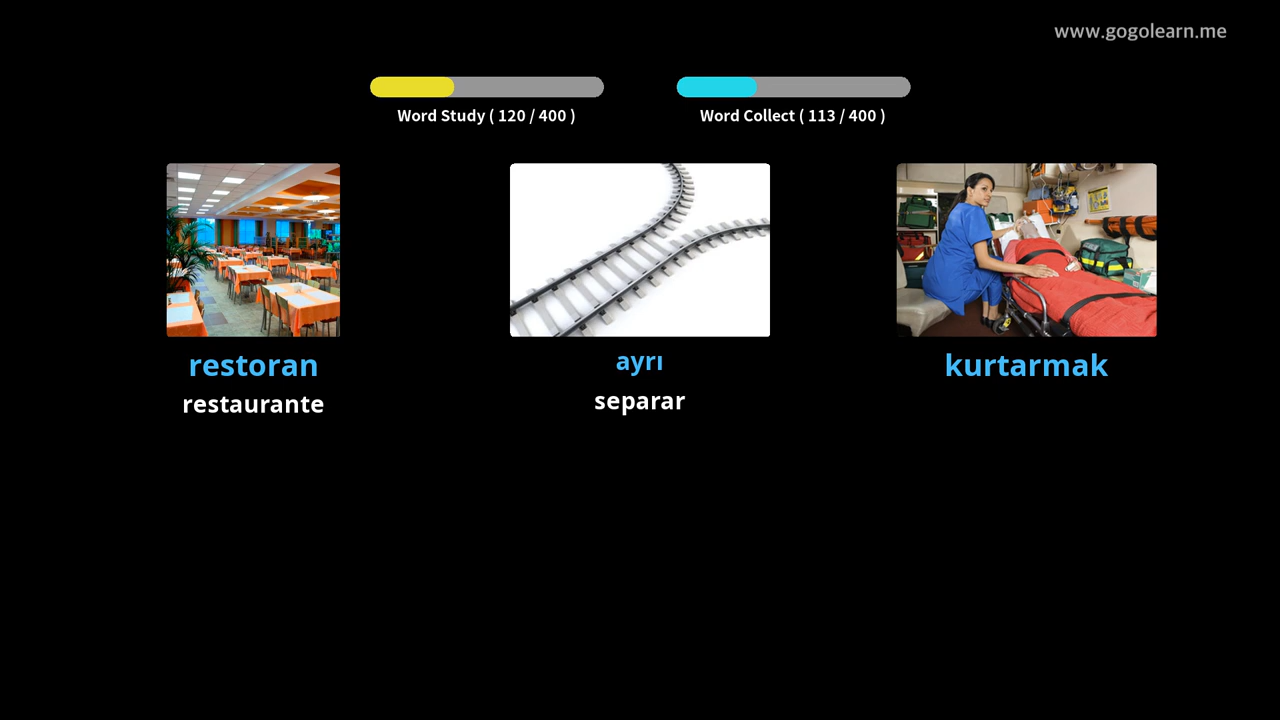 www.gogolearn.me
Word Study ( 120 / 400 )
Word Collect ( 113 / 400 )
restoran
restaurante
ayrı
separar
kurtarmak